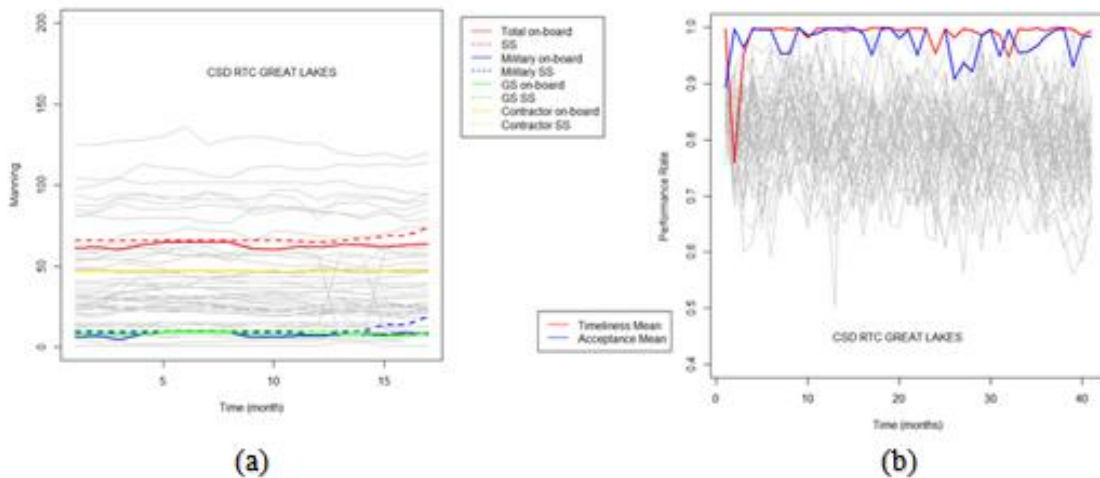 200
150
100
50
0
Manning
CSD RTC GREAT LAKES
5
10
15
Time (month)
Total on-board
SS
Military on-board
Military SS
GS on-board
GS SS
Contractor on-board
Contractor SS
(a)
1.0
0.9
0.8
0.7
0.6
0.5
0.4
Performance Rate
Timeliness Mean
Acceptance Mean
CSD RTC GREAT LAKES
0
10
20
30
40
Time (months)
(b)